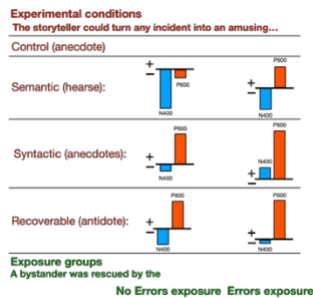 Experimental conditions
The storyteller could turn any incident into an amusing…
Control (anecdote)
Semantic (hearse):
+
−
N400
P600
+
−
N400
P600
Syntactic (anecdotes):
+
−
N400
P600
+
−
N400
P600
Recoverable (antidote):
+
−
N400
P600
+
−
N400
P600
Exposure groups
A bystander was rescued by the
No Errors exposure Errors exposure